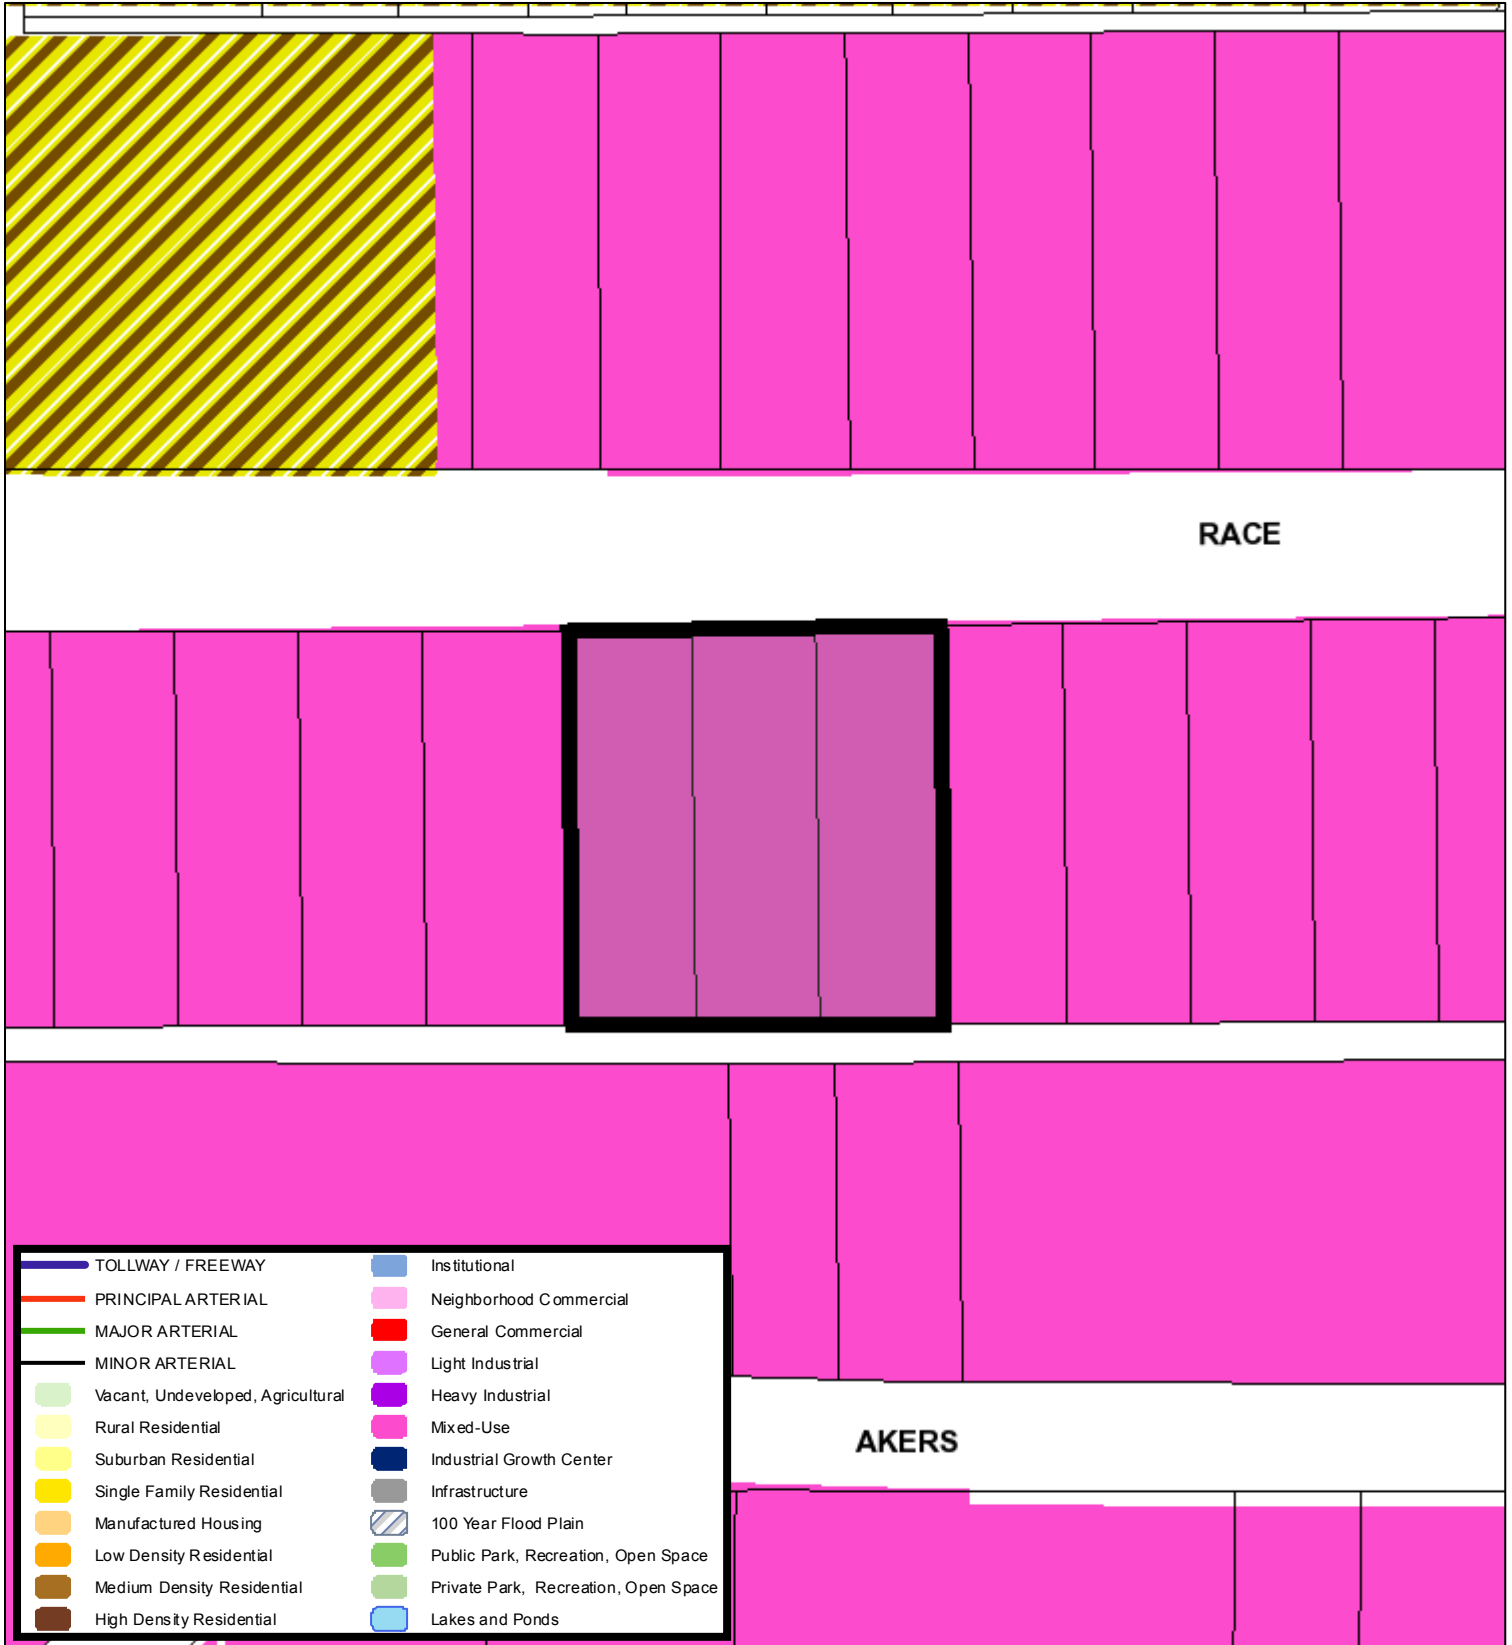 RACE
AKERS
TOLLWAY / FREEWAY
PRINCIPAL ARTERIAL
MAJOR ARTERIAL
MINOR ARTERIAL
Vacant, Undeveloped, Agricultural
Rural Residential
Suburban Residential
Single Family Residential
Manufactured Housing
Low Density Residential
Medium Density Residential
High Density Residential
Institutional
Neighborhood Commercial
General Commercial
Light Industrial
Heavy Industrial
Mixed-Use
Industrial Growth Center
Infrastructure
100 Year Flood Plain
Public Park, Recreation, Open Space
Private Park, Recreation, Open Space
Lakes and Ponds